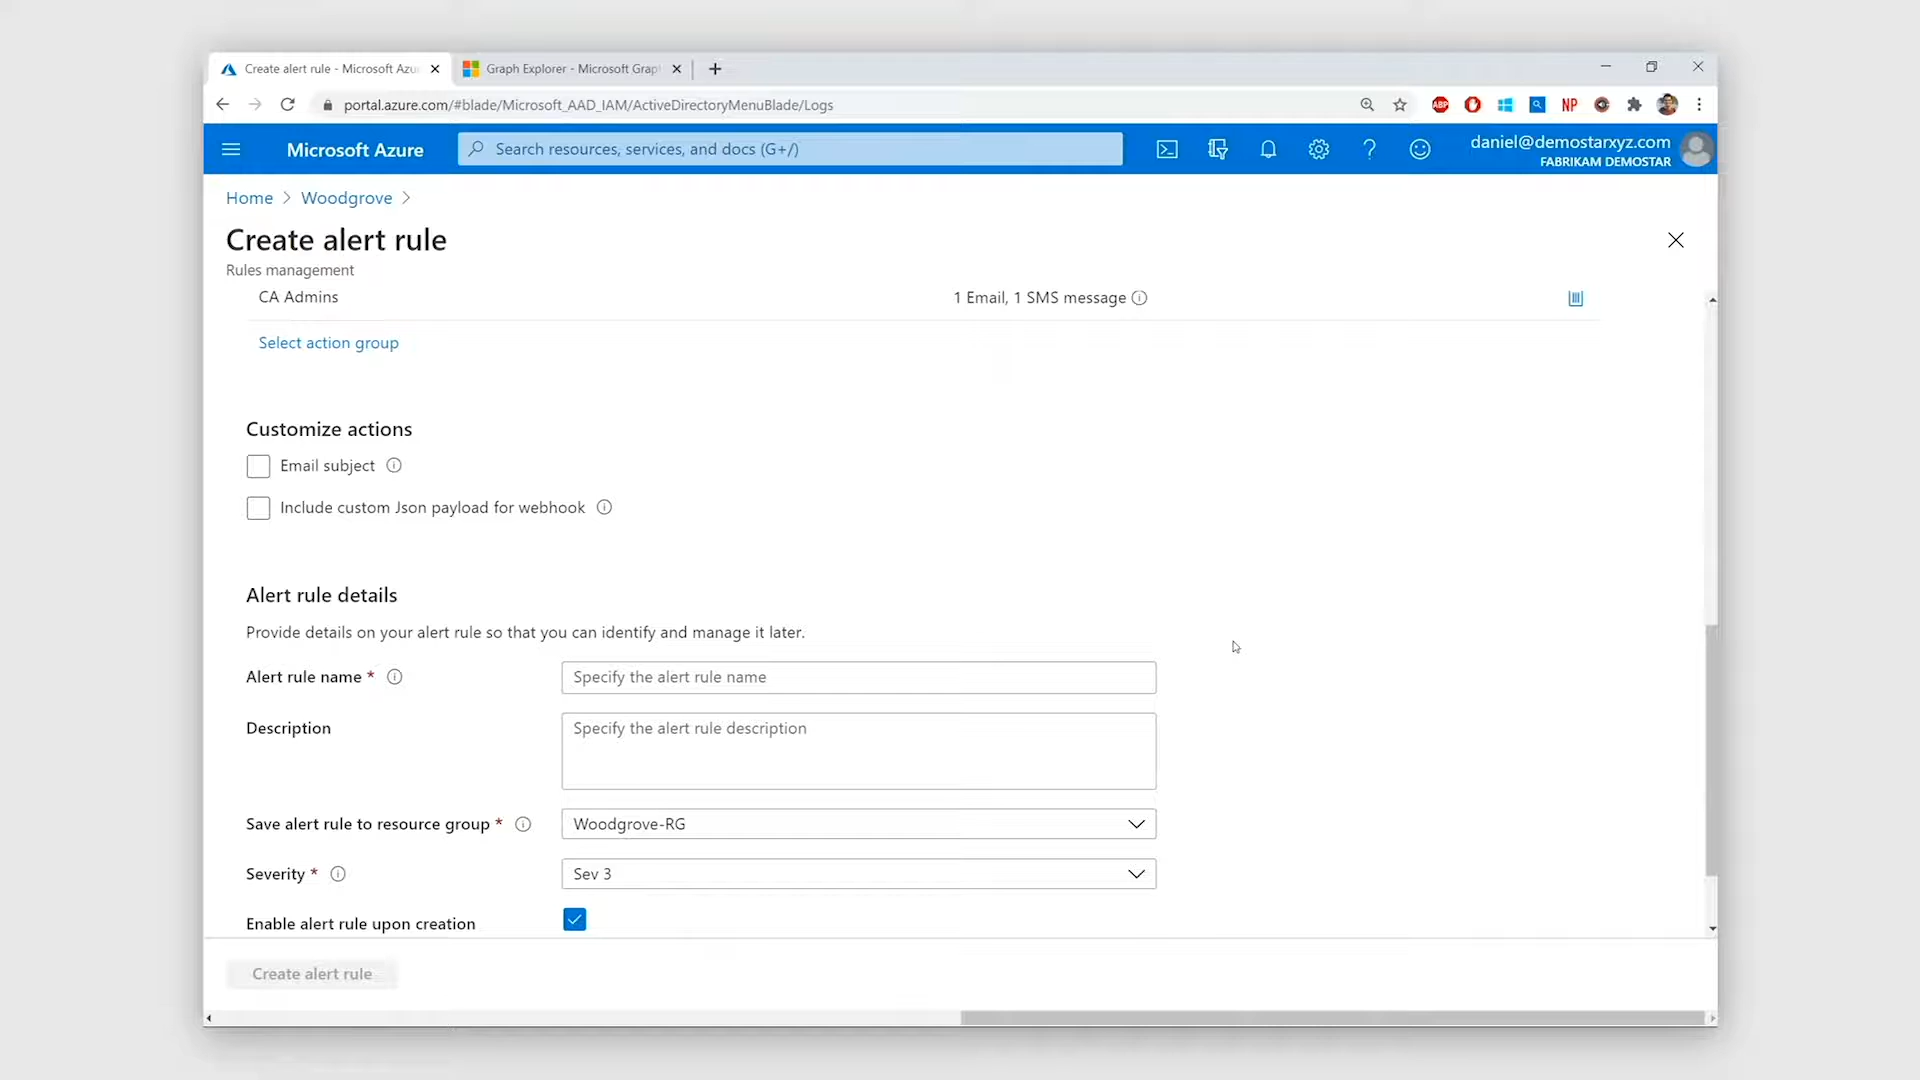 Create alert rule - Microsoft Azu
Graph Explorer - Microsoft Grap
portal.azure.com/#blade/Microsoft_AAD_IAM/ActiveDirectoryMenuBlade/Logs
ABP
NP
Microsoft Azure
Search resources, services, and docs (G+/)
daniel@demostarxyz.com
FABRIKAM DEMOSTAR
Home > Woodgrove >
Create alert rule
Rules management
CA Admins
1 Email, 1 SMS message
Select action group
Customize actions
Email subject
Include custom Json payload for webhook
Alert rule details
Provide details on your alert rule so that you can identify and manage it later.
Alert rule name *
Specify the alert rule name
Description
Specify the alert rule description
Save alert rule to resource group *
Woodgrove-RG
Severity *
Sev 3
Enable alert rule upon creation
Create alert rule